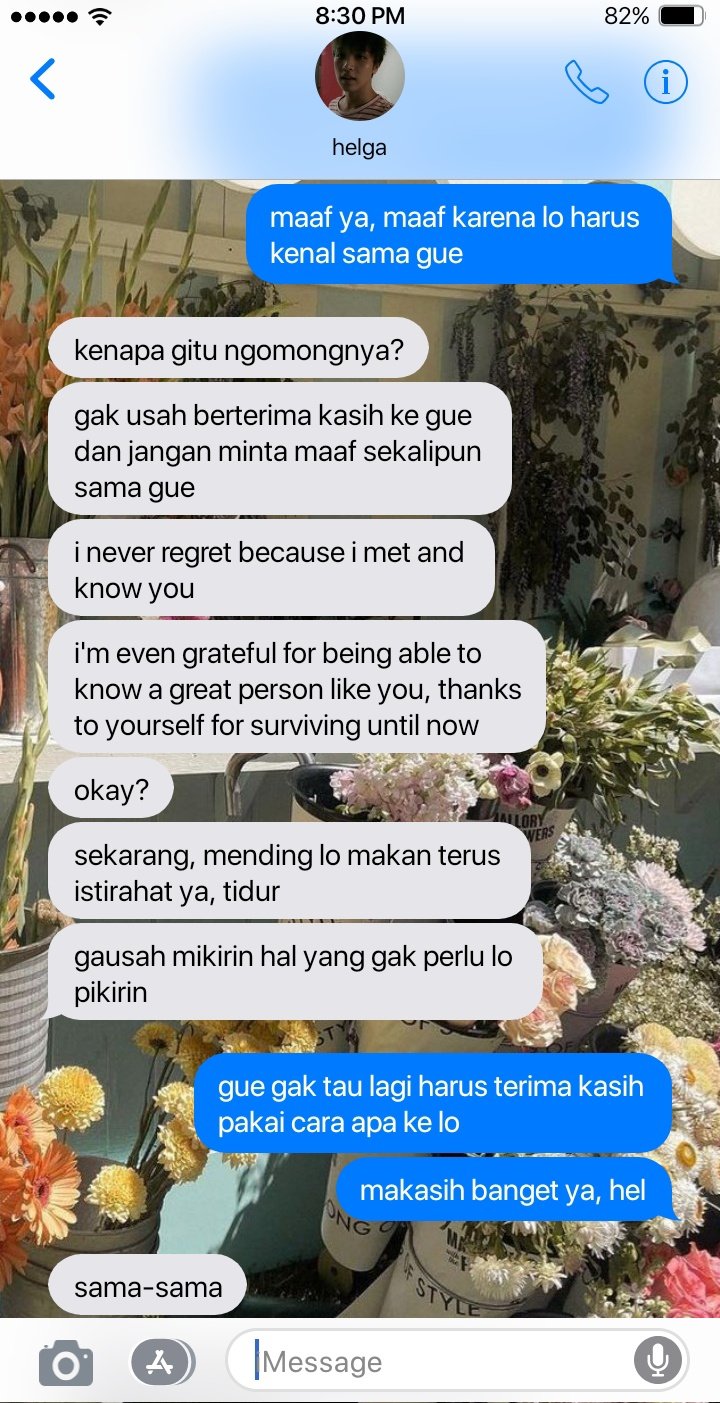 8:30 PM
82%
helga
maaf ya, maaf karena lo harus
kenal sama gue
kenapa gitu ngomongnya?
gak usah berterima kasih ke gue
dan jangan minta maaf sekalipun
sama gue
i never regret because i met and
know you
i'm even grateful for being able to
know a great person like you, thanks
to yourself for surviving until now
okay?
sekarang, mending lo makan terus
istirahat ya, tidur
gausah mikirin hal yang gak perlu lo
pikirin
gue gak tau lagi harus terima kasih
pakai cara apa ke lo
makasih banget ya, hel
sama-sama
OF STYLE
Message